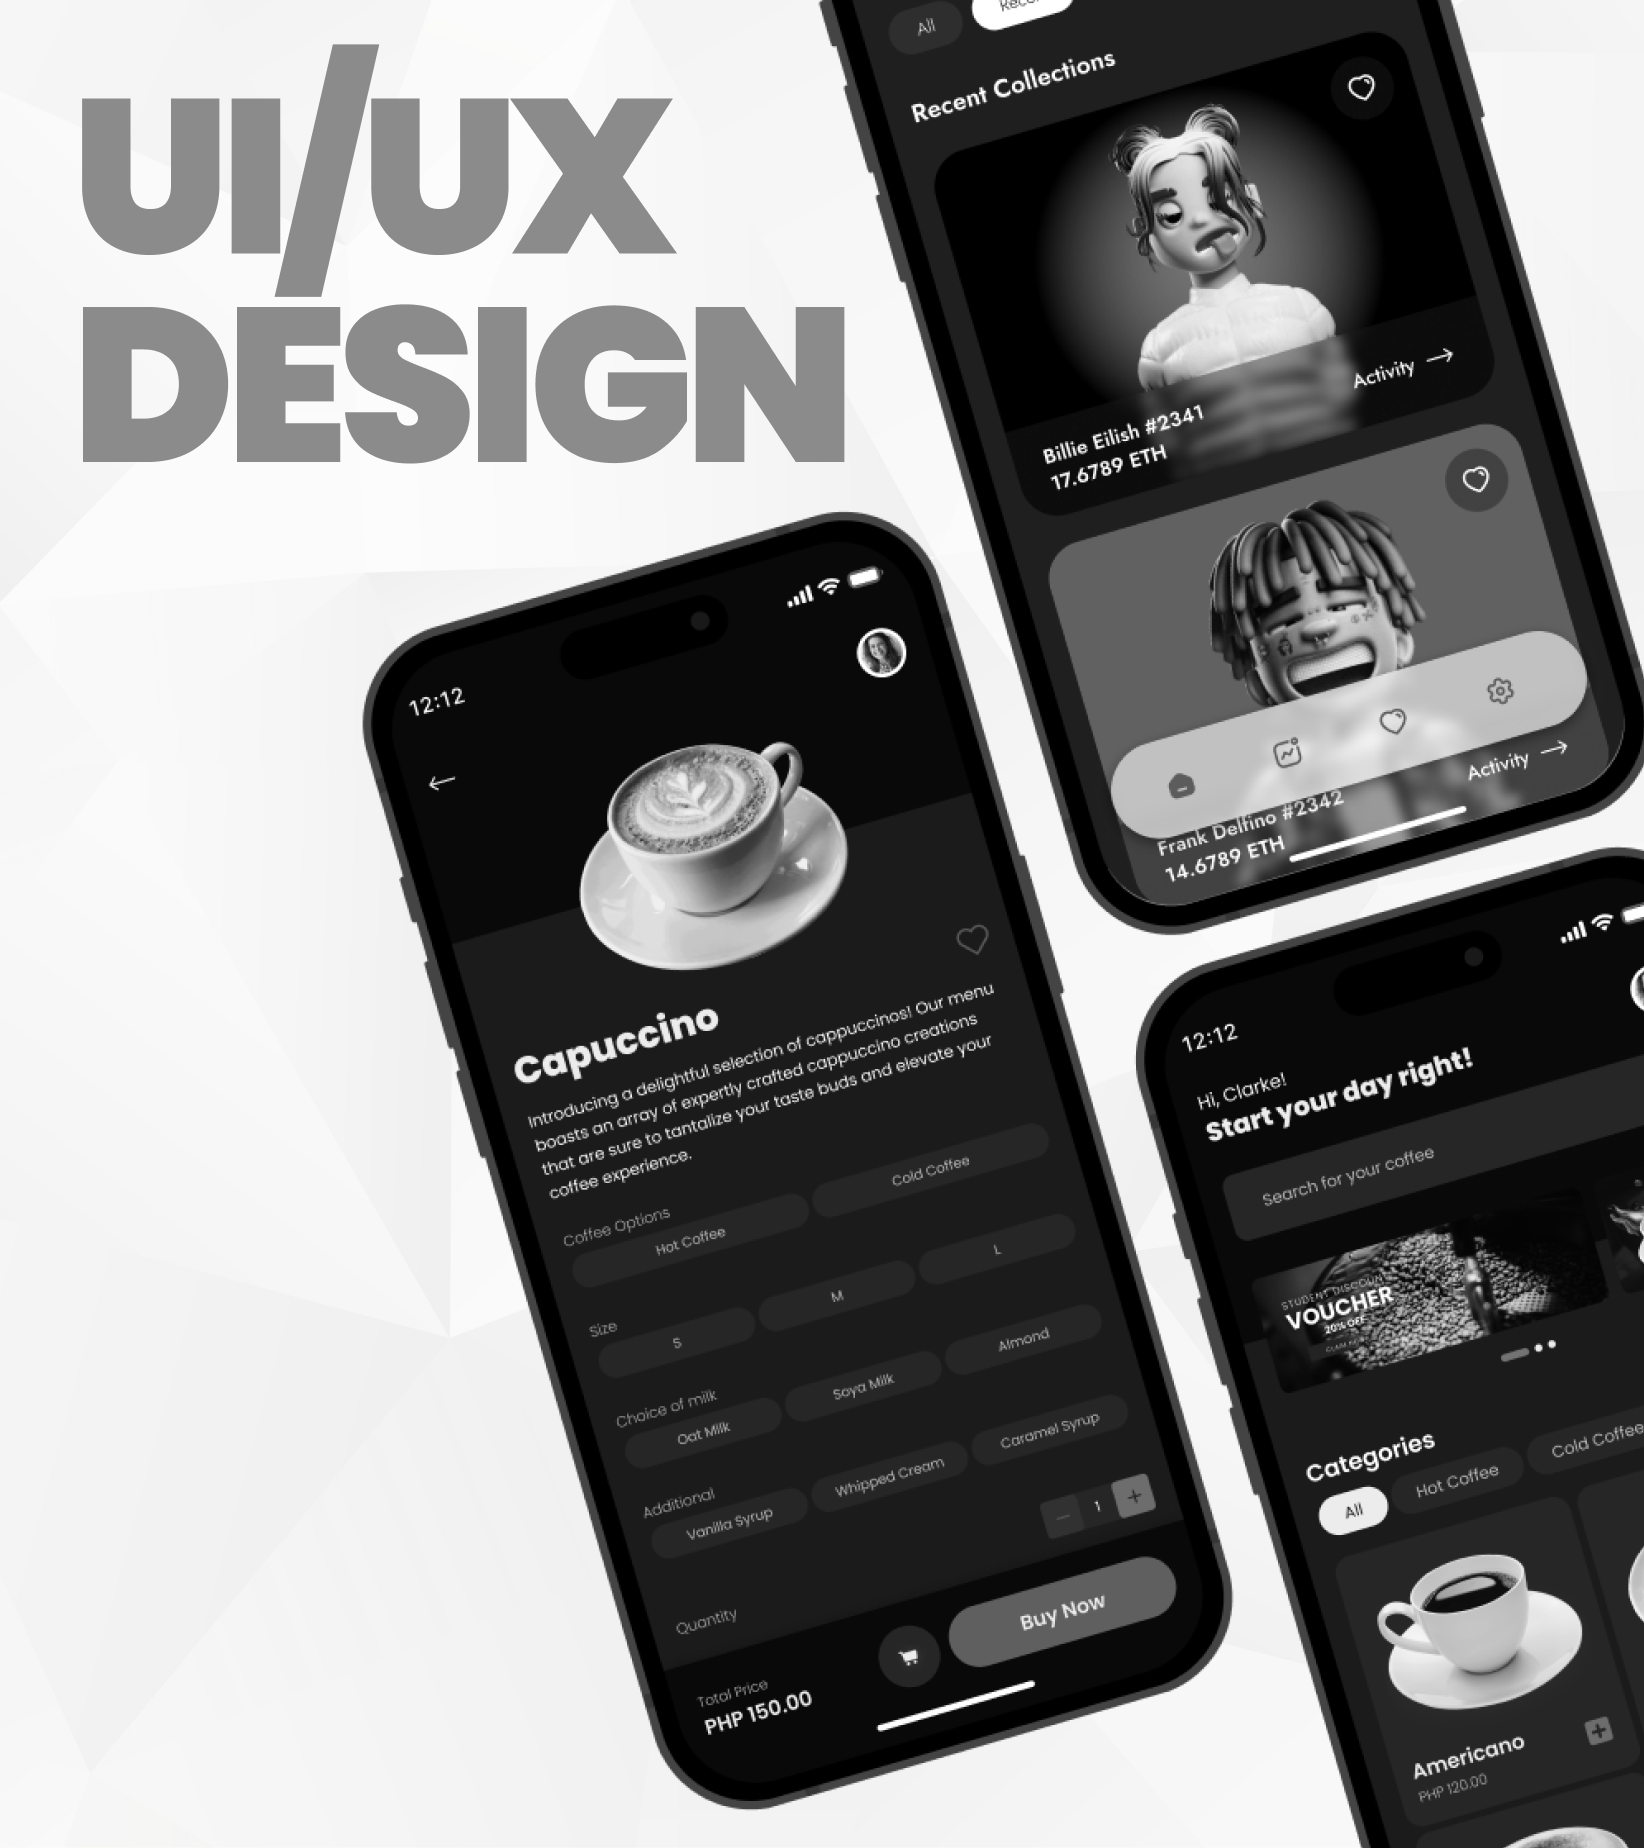 UI/UX
DESIGN
All
Recent Collections
Billie Eilish #2341
17.6789 ETH
Activity
Frank Delfino #2342
14.6789 ETH
Activity
12:12
Capuccino
Introducing a delightful selection of cappuccinos! Our menu
boasts an array of expertly crafted cappuccino creations
that are sure to tantalize your taste buds and elevate your
coffee experience.
Coffee Options
Hot Coffee
Cold Coffee
Size
S
M
L
Choice of milk
Oat Milk
Soya Milk
Almond
Additional
Vanilla Syrup
Whipped Cream
Caramel Syrup
Quantity
1
Total Price
PHP 150.00
Buy Now
12:12
Hi, Clarke!
Start your day right!
Search for your coffee
STUDENT DISCOUNT
VOUCHER
20% OFF
Categories
All
Hot Coffee
Cold Coffee
Americano
PHP 120.00